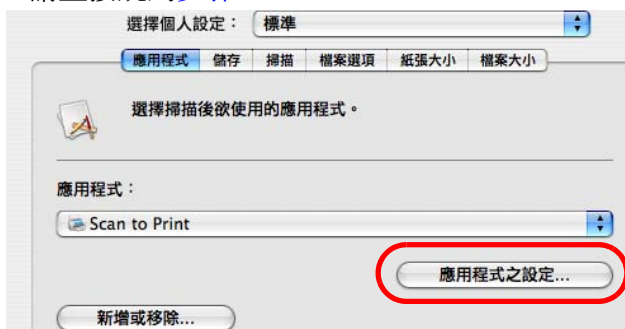 選擇個人設定： 標準
應用程式 儲存 掃描 檔案選項 紙張大小 檔案大小
選擇掃描後欲使用的應用程式。
應用程式：
Scan to Print
應用程式之設定...
新增或移除...